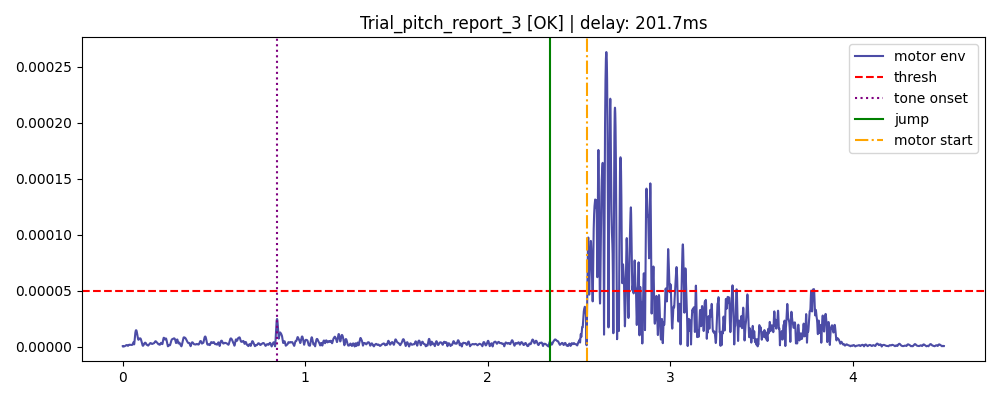 Trial_pitch_report_3 [OK] | delay: 201.7ms
0.00025
0.00020
0.00015
0.00010
0.00005
0.00000
0
1
2
3
4
motor env
thresh
tone onset
jump
motor start